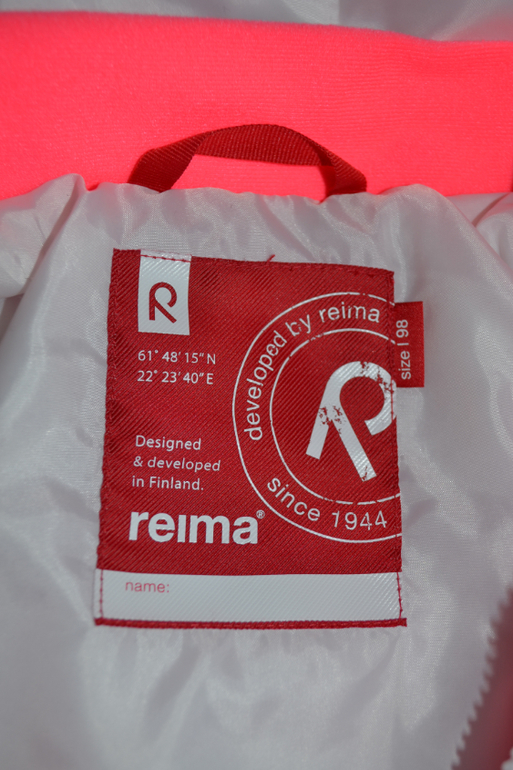 61° 48' 15" N
22° 23' 40" E
Designed
& developed
in Finland.
reima®
name:
developed by reima
since 1944
size | 98